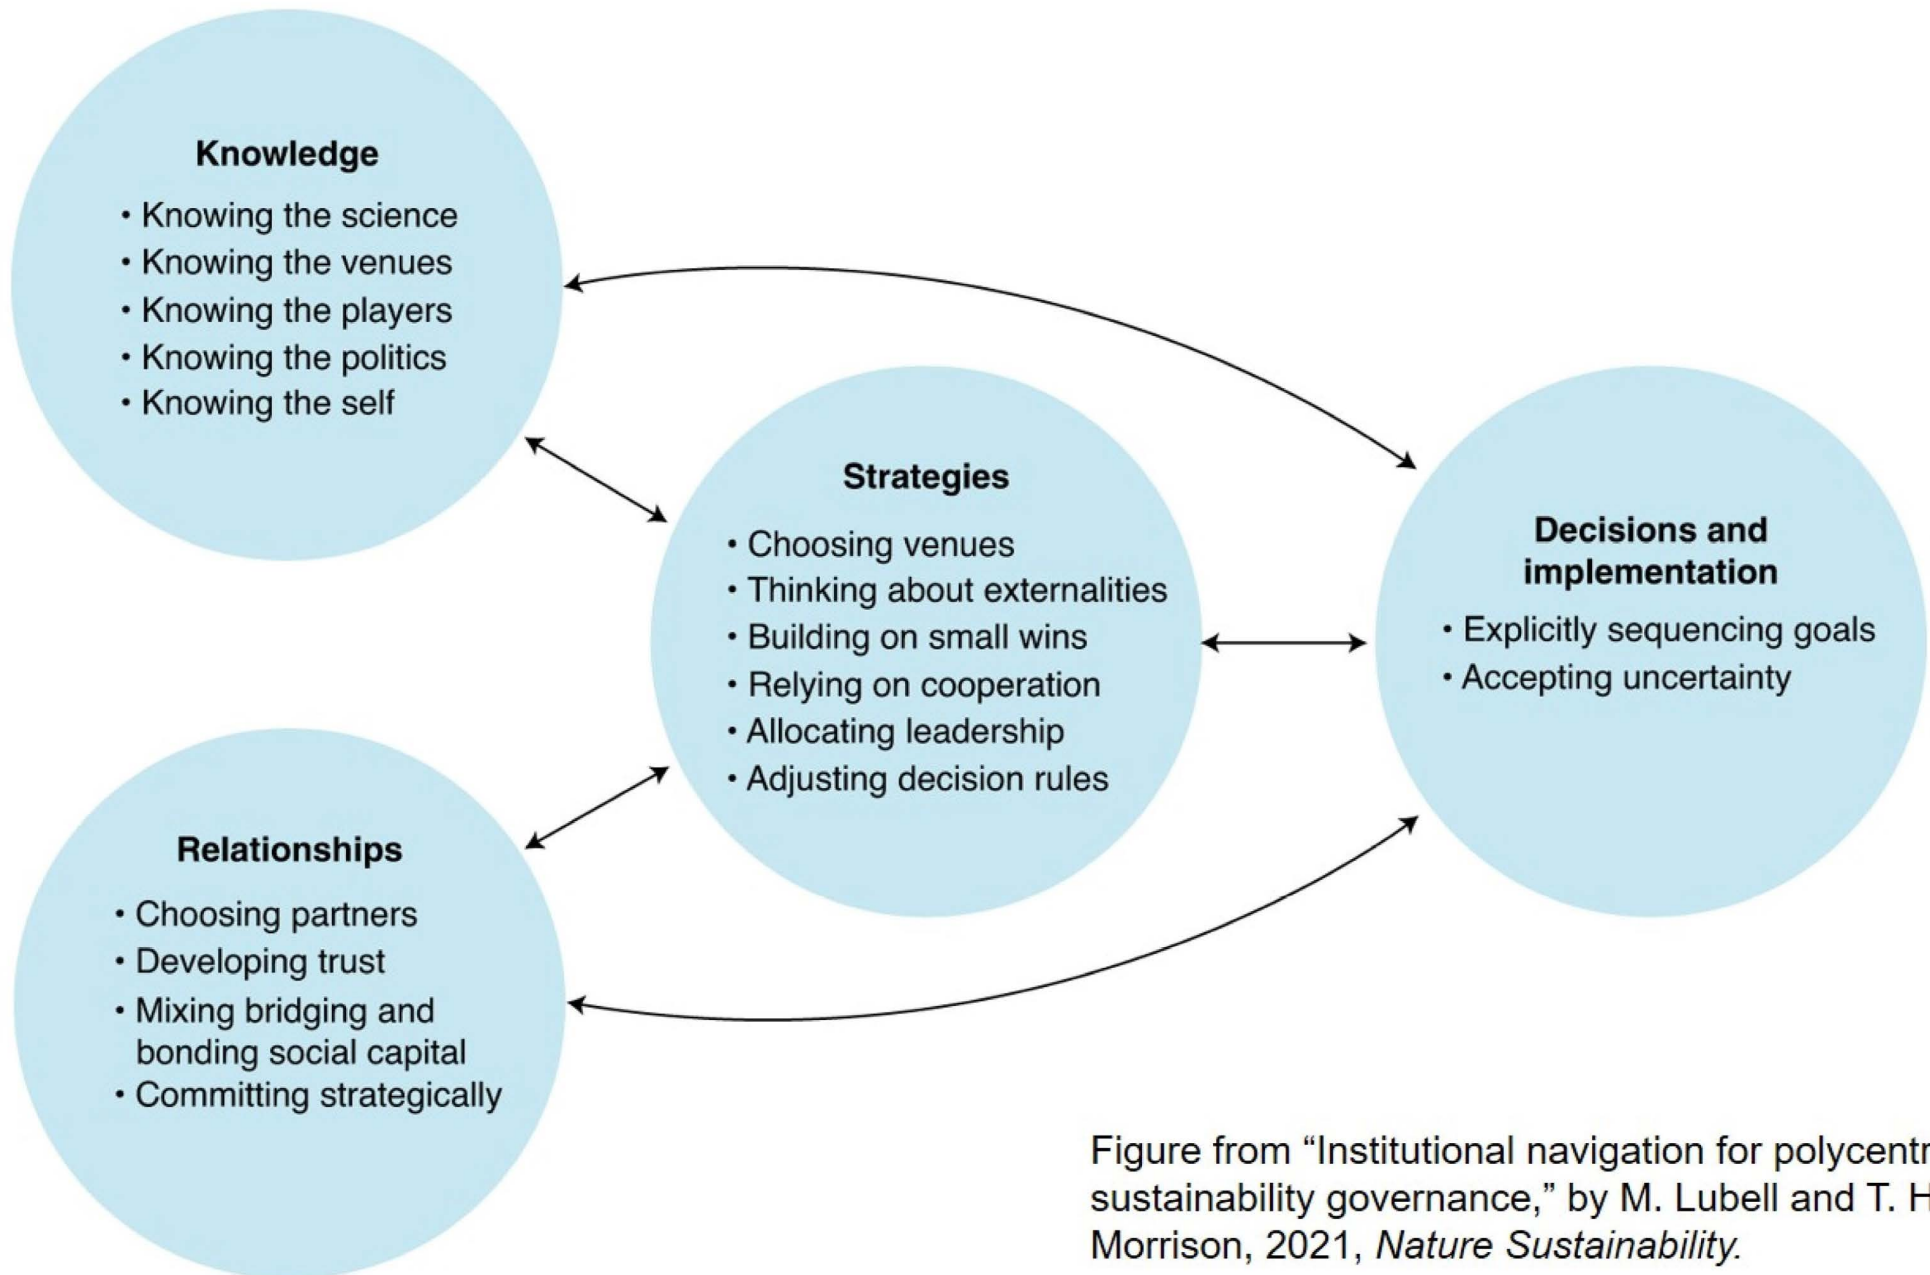 Knowledge
• Knowing the science
• Knowing the venues
• Knowing the players
• Knowing the politics
• Knowing the self
Strategies
• Choosing venues
• Thinking about externalities
• Building on small wins
• Relying on cooperation
• Allocating leadership
• Adjusting decision rules
Decisions and
implementation
• Explicitly sequencing goals
• Accepting uncertainty
Relationships
• Choosing partners
• Developing trust
• Mixing bridging and
bonding social capital
• Committing strategically
Figure from “Institutional navigation for
sustainability governance,” by M. Lubell and T.
Morrison, 2021, Nature Sustainability.